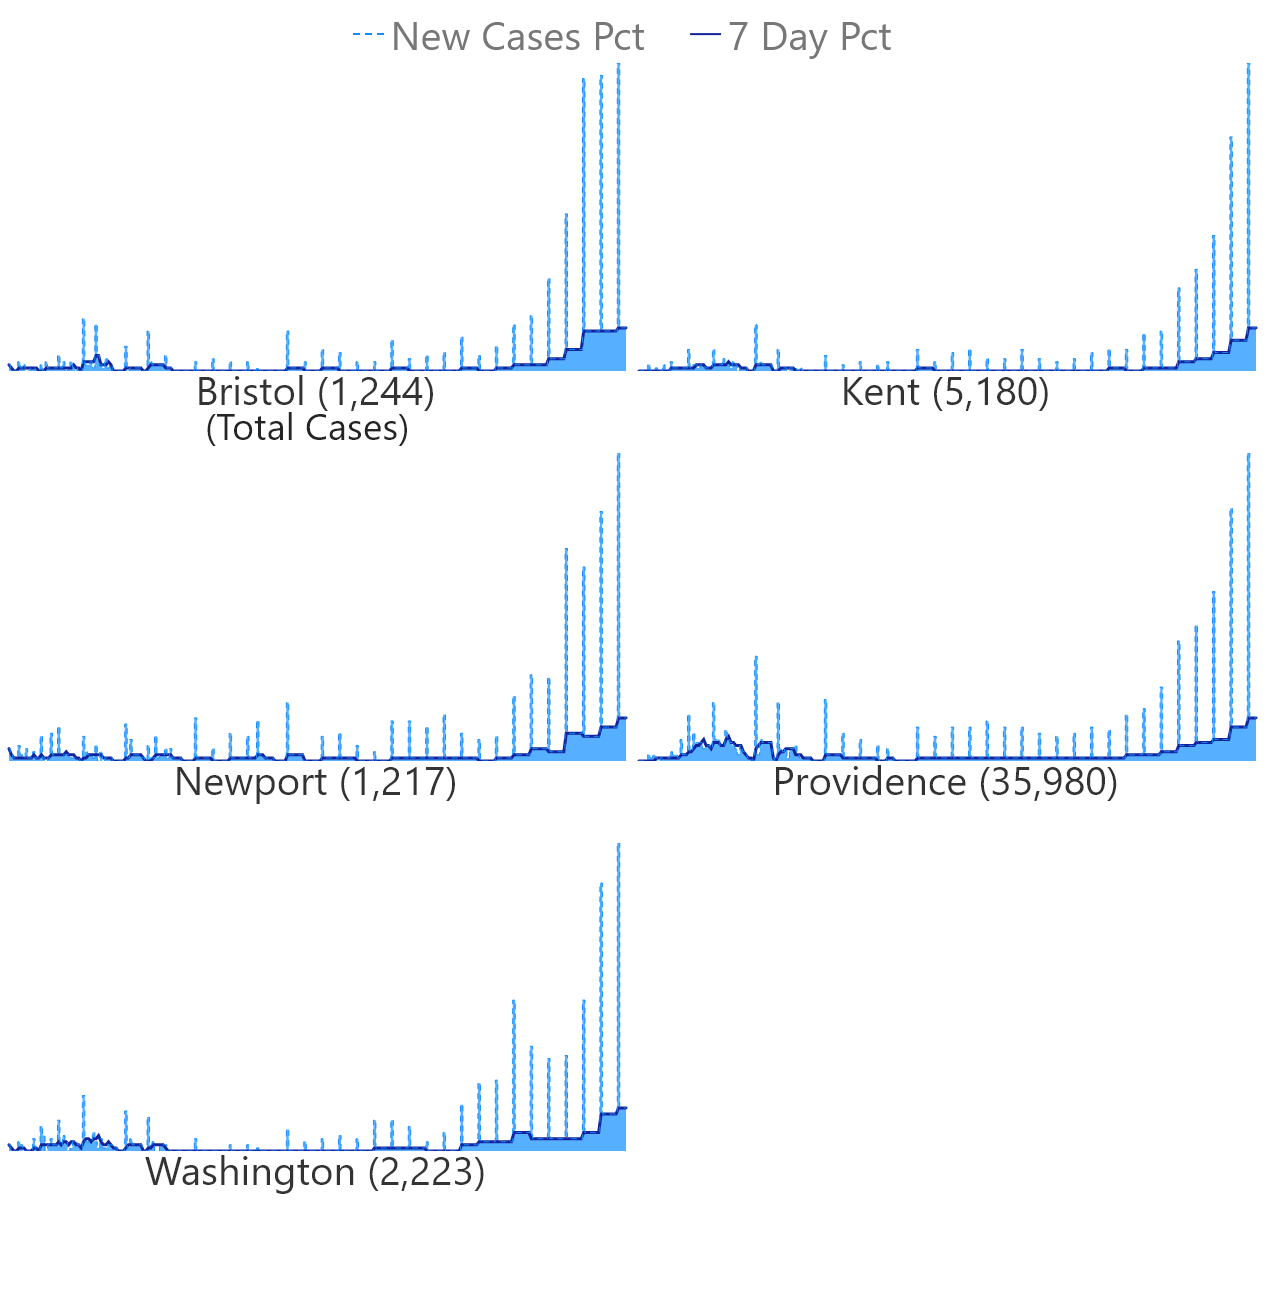 New Cases Pct 7 Day Pct
Bristol (1,244)
(Total Cases)
Kent (5,180)
Newport (1,217)
Providence (35,980)
Washington (2,223)